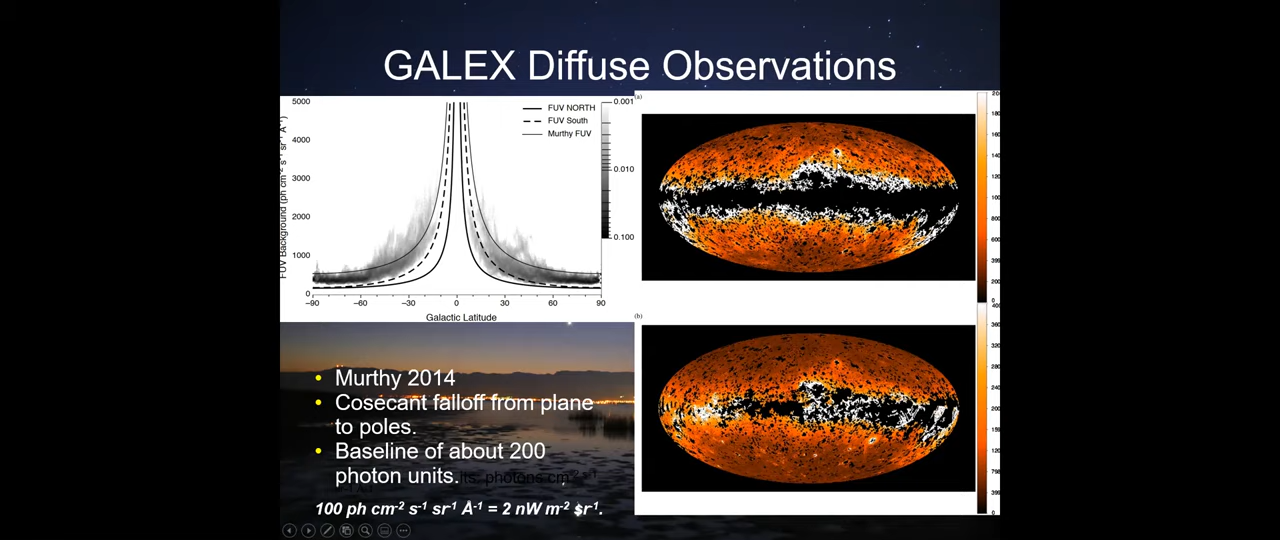 GALEX Diffuse Observations
5000
4000
3000
2000
1000
0
FUV Background (ph cm⁻² s⁻¹ sr⁻¹ Å⁻¹)
FUV NORTH
FUV South
Murthy FUV
0.001
0.010
0.100
−90
−60
−30
0
30
60
90
Galactic Latitude
(a)
(b)
• Murthy 2014
• Cosecant falloff from plane
to poles.
• Baseline of about 200
photon units.
100 ph cm⁻² s⁻¹ sr⁻¹ Å⁻¹ = 2 nW m⁻² sr⁻¹.